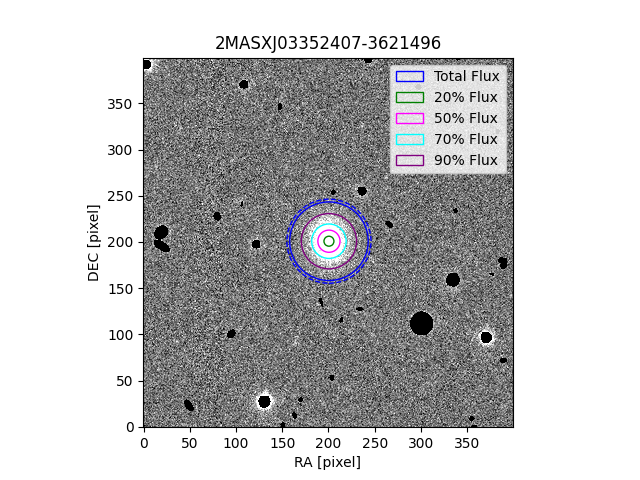 2MASXJ03352407-3621496
Total Flux
20% Flux
50% Flux
70% Flux
90% Flux
350
300
250
200
150
100
50
0
DEC [pixel]
0 50 100 150 200 250 300 350
RA [pixel]